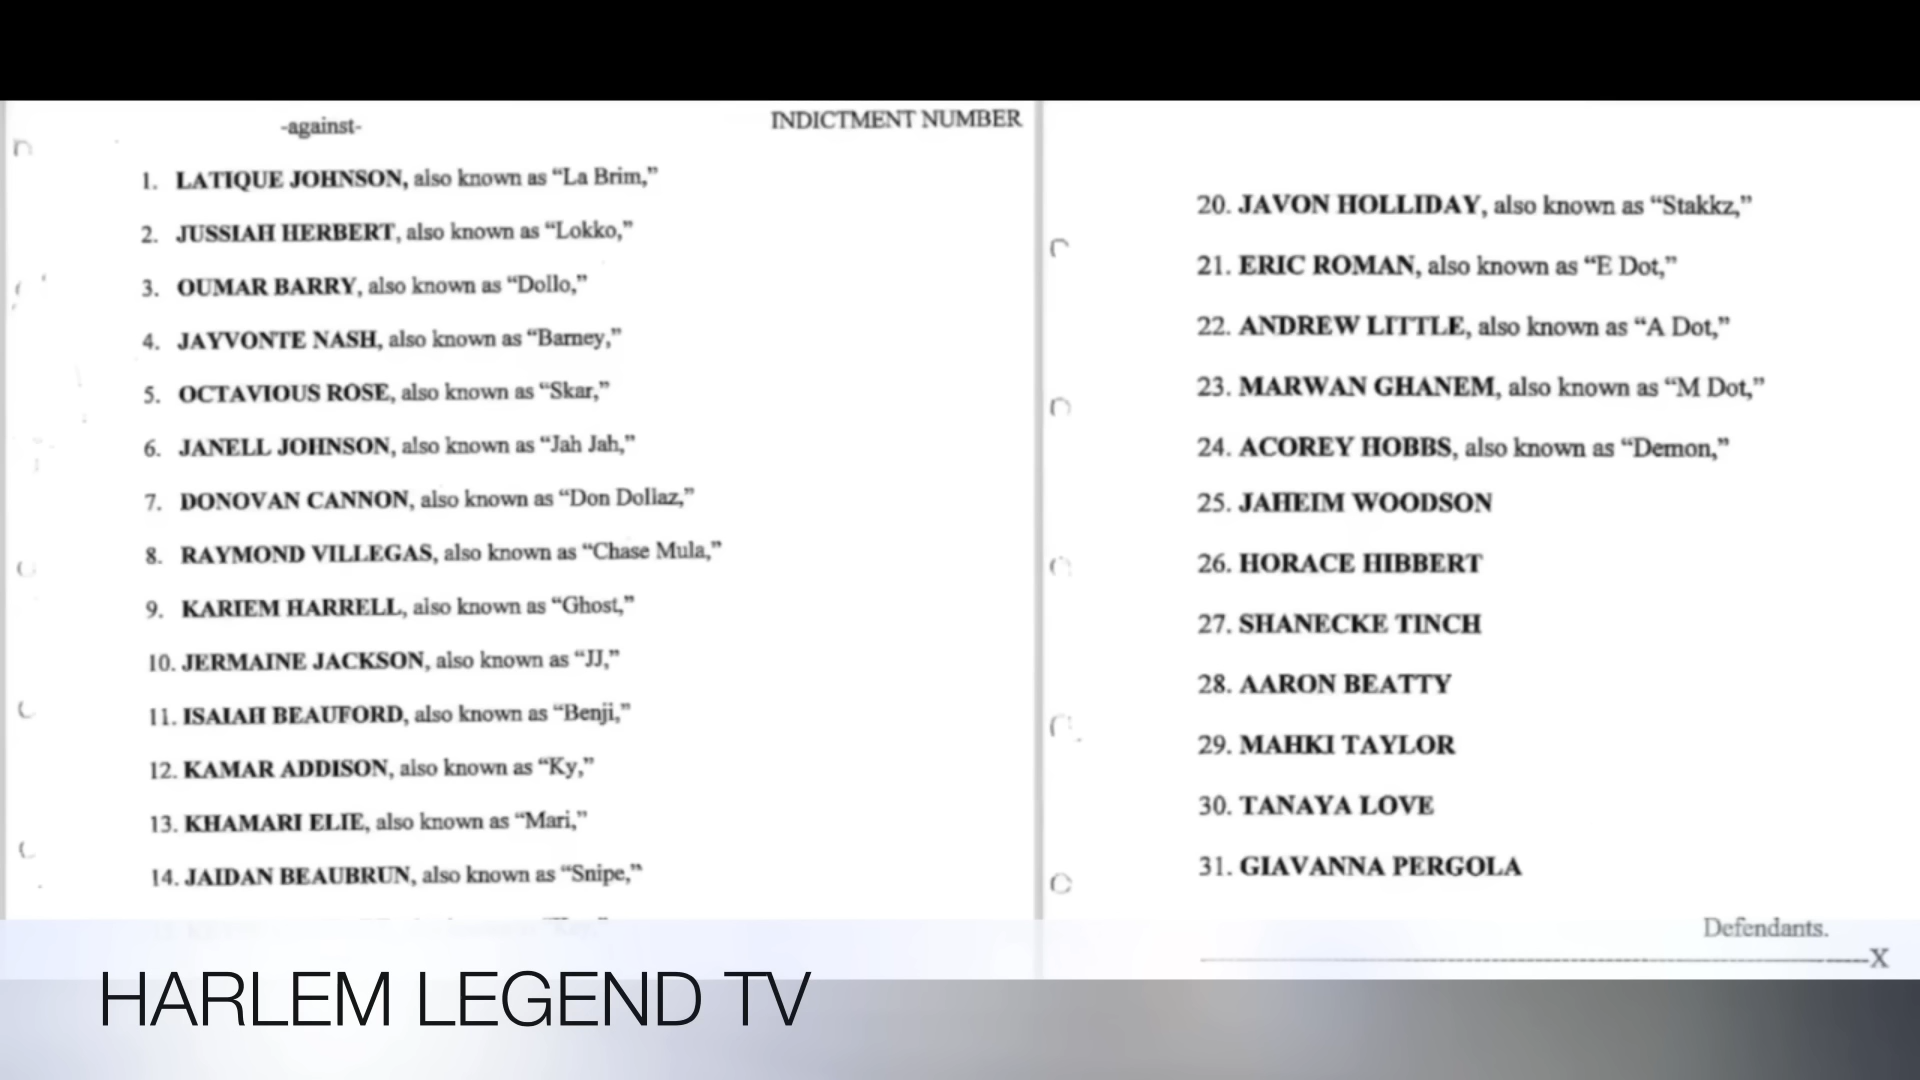 -against-
INDICTMENT NUMBER
1. LATIQUE JOHNSON, also known as “La Brim,”
2. JUSSIAH HERBERT, also known as “Lokko,”
3. OUMAR BARRY, also known as “Dollo,”
4. JAYVONTE NASH, also known as “Barney,”
5. OCTAVIOUS ROSE, also known as “Skar,”
6. JANELL JOHNSON, also known as “Jah Jah,”
7. DONOVAN CANNON, also known as “Don Dollaz,”
8. RAYMOND VILLEGAS, also known as “Chase Mula,”
9. KARIEM HARRELL, also known as “Ghost,”
10. JERMAINE JACKSON, also known as “JJ,”
11. ISAIAH BEAUFORD, also known as “Benji,”
12. KAMAR ADDISON, also known as “Ky,”
13. KHAMARI ELIE, also known as “Mari,”
14. JAIDAN BEAUBRUN, also known as “Snipe,”
20. JAVON HOLLIDAY, also known as “Stakkz,”
21. ERIC ROMAN, also known as “E Dot,”
22. ANDREW LITTLE, also known as “A Dot,”
23. MARWAN GHANEM, also known as “M Dot,”
24. ACOREY HOBBS, also known as “Demon,”
25. JAHEIM WOODSON
26. HORACE HIBBERT
27. SHANECKE TINCH
28. AARON BEATTY
29. MAHKI TAYLOR
30. TANAYA LOVE
31. GIAVANNA PERGOLA
Defendants.
X
HARLEM LEGEND TV